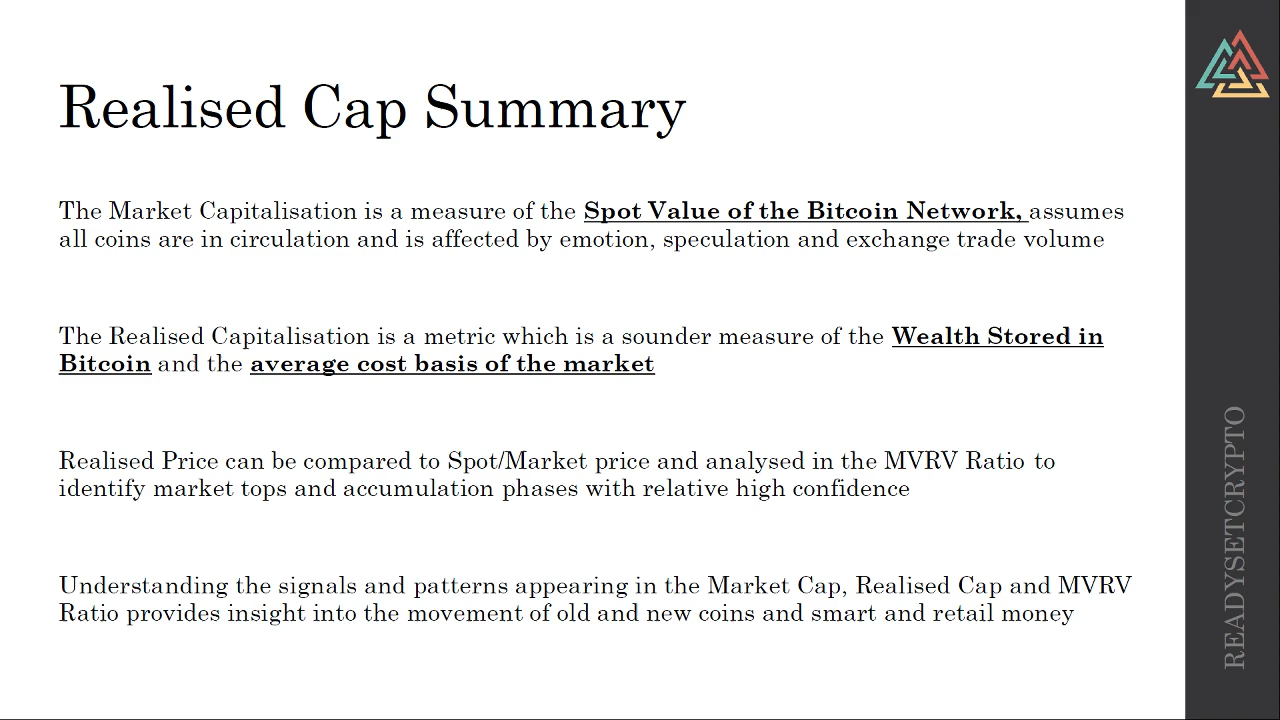 Realised Cap Summary
The Market Capitalisation is a measure of the Spot Value of the Bitcoin Network, assumes
all coins are in circulation and is affected by emotion, speculation and exchange trade volume
The Realised Capitalisation is a metric which is a sounder measure of the Wealth Stored in
Bitcoin and the average cost basis of the market
Realised Price can be compared to Spot/Market price and analysed in the MVRV Ratio to
identify market tops and accumulation phases with relative high confidence
Understanding the signals and patterns appearing in the Market Cap, Realised Cap and MVRV
Ratio provides insight into the movement of old and new coins and smart and retail money
READYSETCRYPTO